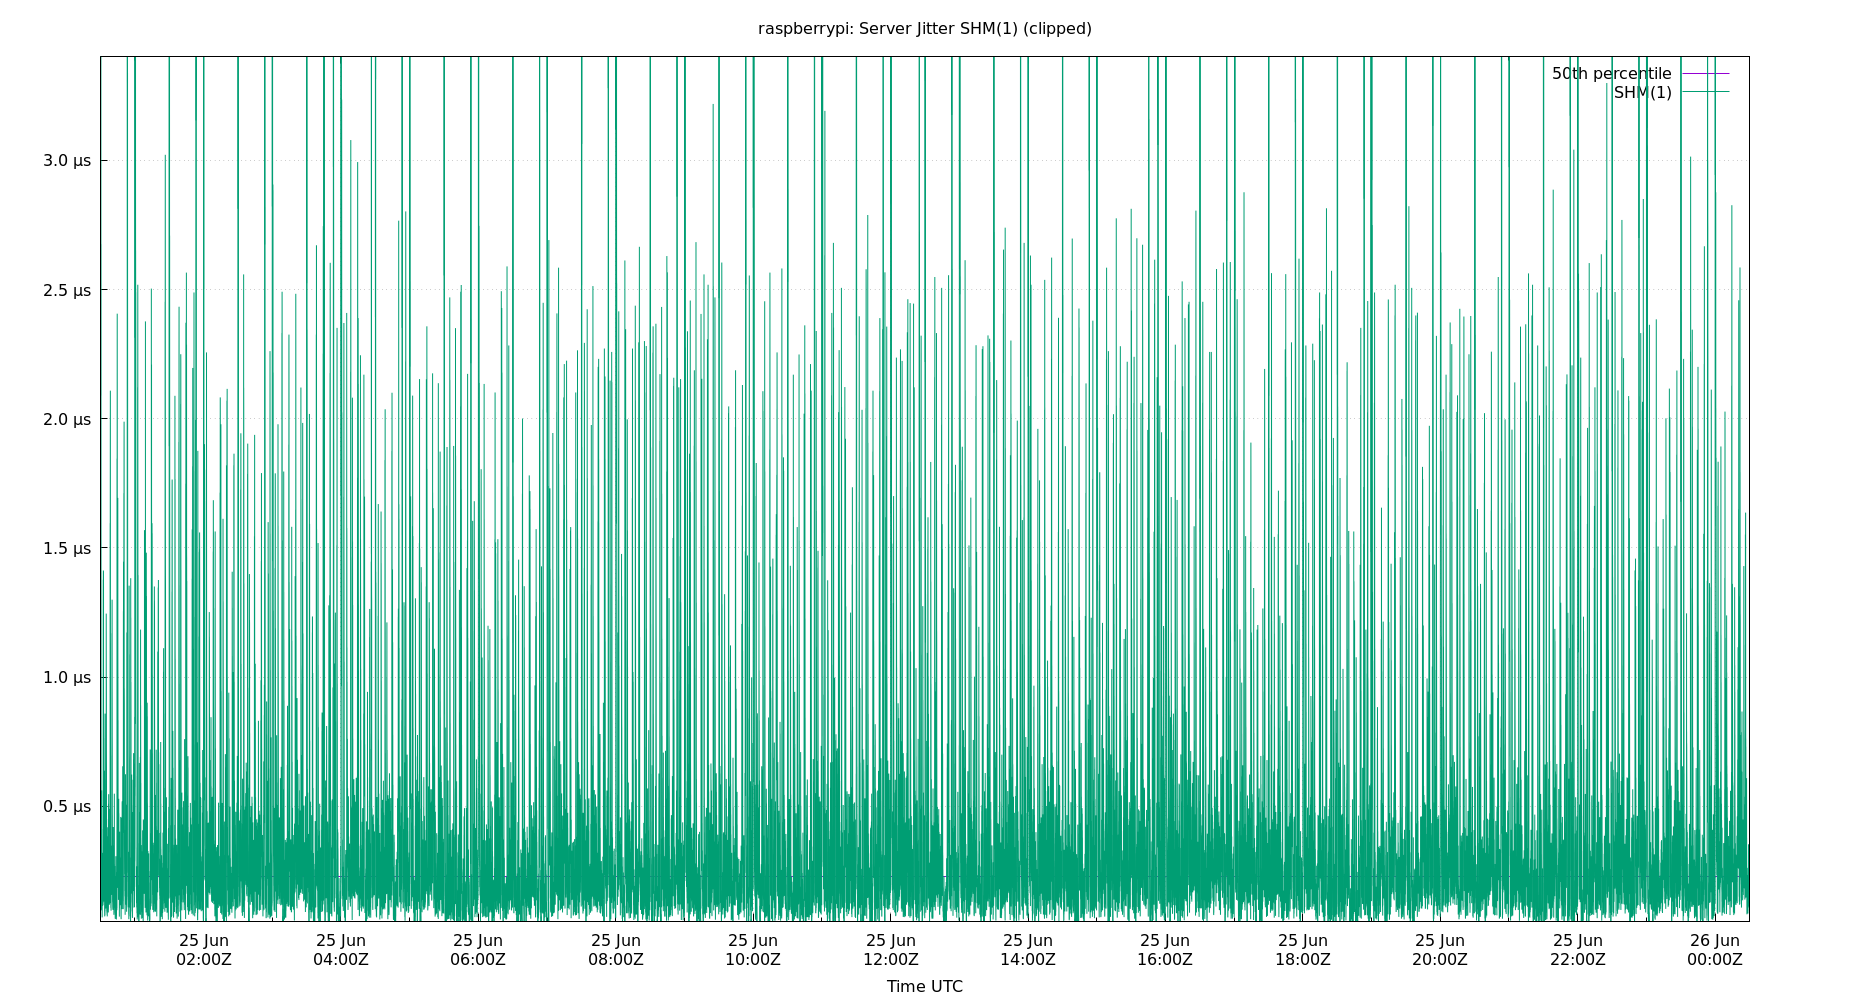 raspberrypi: Server Jitter SHM(1) (clipped)
50th percentile
SHM(1)
3.0 µs
2.5 µs
2.0 µs
1.5 µs
1.0 µs
0.5 µs
25 Jun 25 Jun 25 Jun 25 Jun 25 Jun 25 Jun 25 Jun 25 Jun 25 Jun 25 Jun 25 Jun 26 Jun
02:00Z 04:00Z 06:00Z 08:00Z 10:00Z 12:00Z 14:00Z 16:00Z 18:00Z 20:00Z 22:00Z 00:00Z
Time UTC